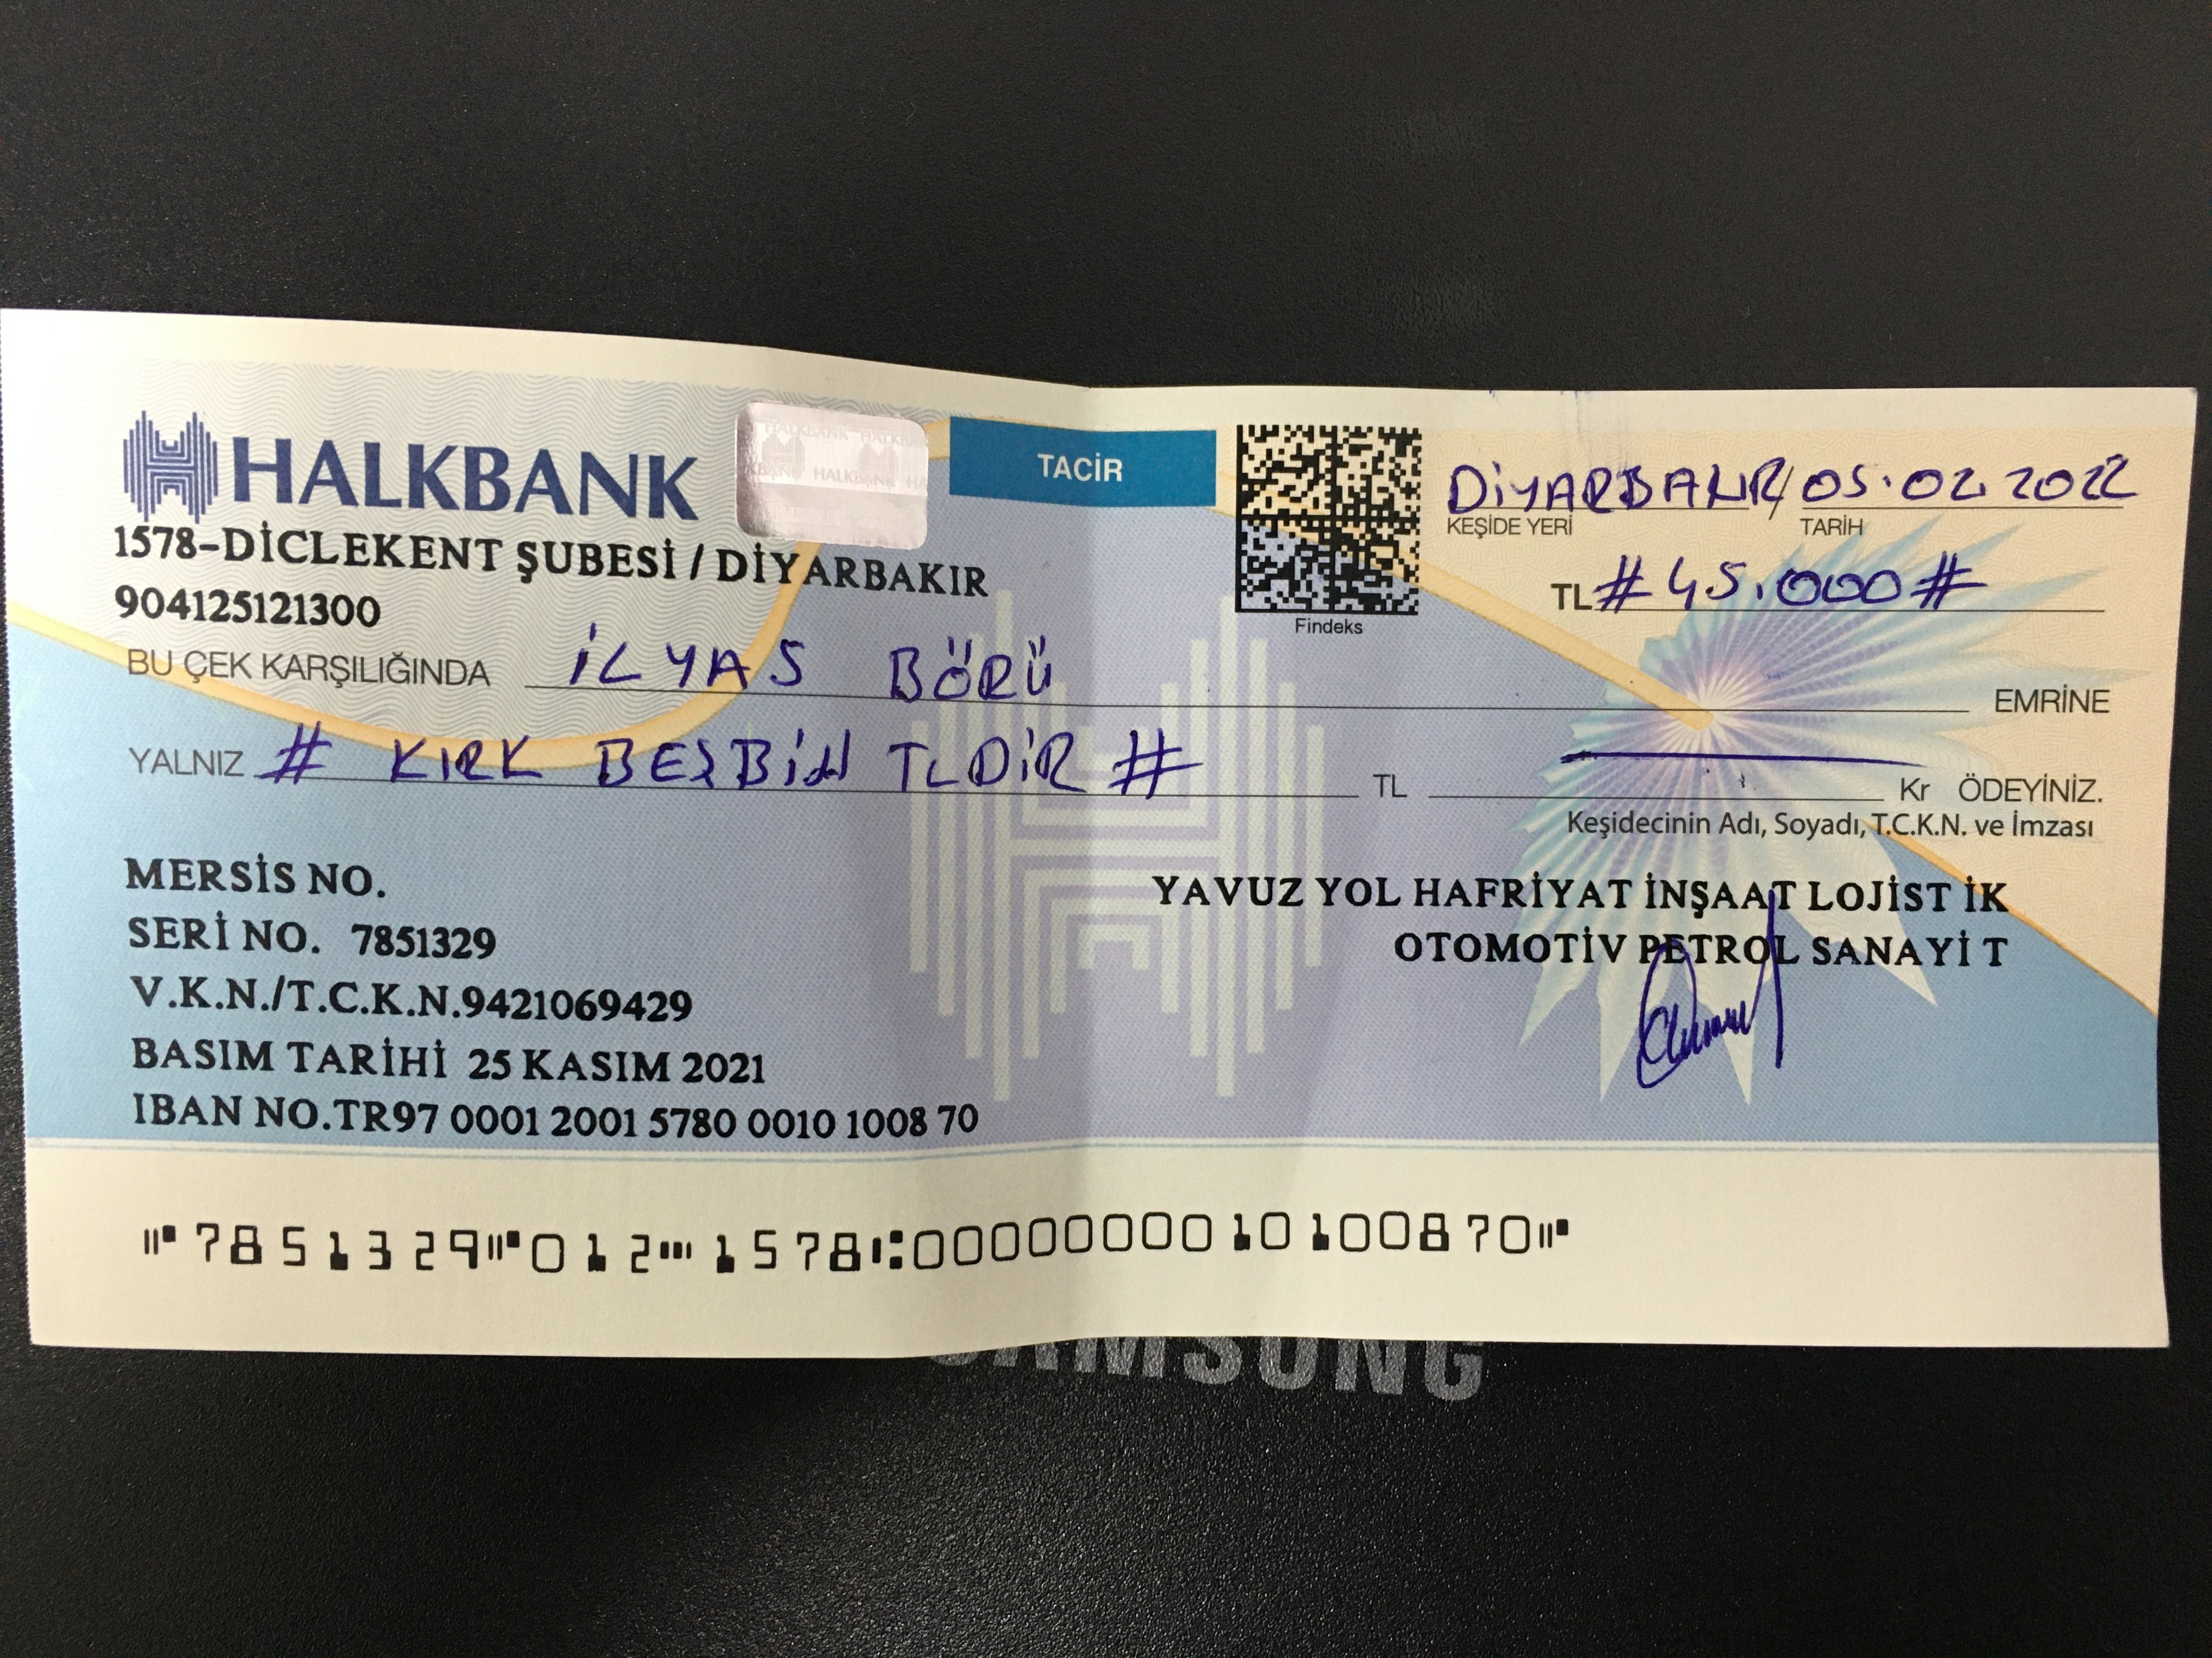 HALKBANK
TACİR
1578-DİCLEKENT ŞUBESİ / DİYARBAKIR
904125121300
Findeks
DİYARBAKIR / 05.02.2022
KEŞİDE YERİ TARİH
TL # 45.000 #
BU ÇEK KARŞILIĞINDA İLYAS BÖRÜ EMRİNE
YALNIZ # KIRK BEŞBİN TLDİR # TL Kr ÖDEYİNİZ.
Keşidecinin Adı, Soyadı, T.C.K.N. ve İmzası
MERSİS NO.
SERİ NO. 7851329
V.K.N./T.C.K.N.9421069429
BASIM TARİHİ 25 KASIM 2021
IBAN NO.TR97 0001 2001 5780 0010 1008 70
YAVUZ YOL HAFRİYAT İNŞAAT LOJİST İK
OTOMOTİV PETROL SANAYİ T
⑈7851329⑈012⑉1578⑆0000000010100870⑈
SAMSUNG